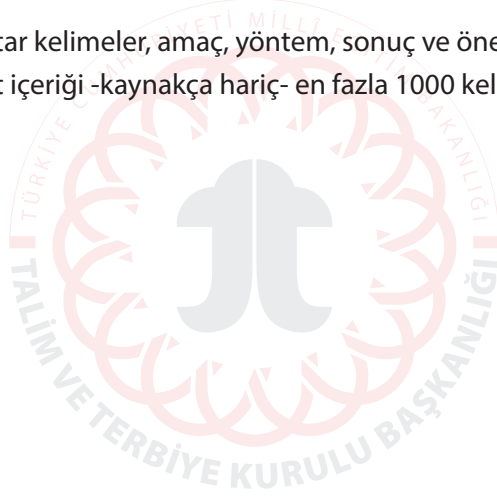 tar kelimeler, amaç, yöntem, sonuç ve öne
t içeriği -kaynakça hariç- en fazla 1000 kel
TÜRKİYE CUMHURİYETİ MİLLÎ EĞİTİM BAKANLIĞI
TALİM VE TERBİYE KURULU BAŞKANLIĞI